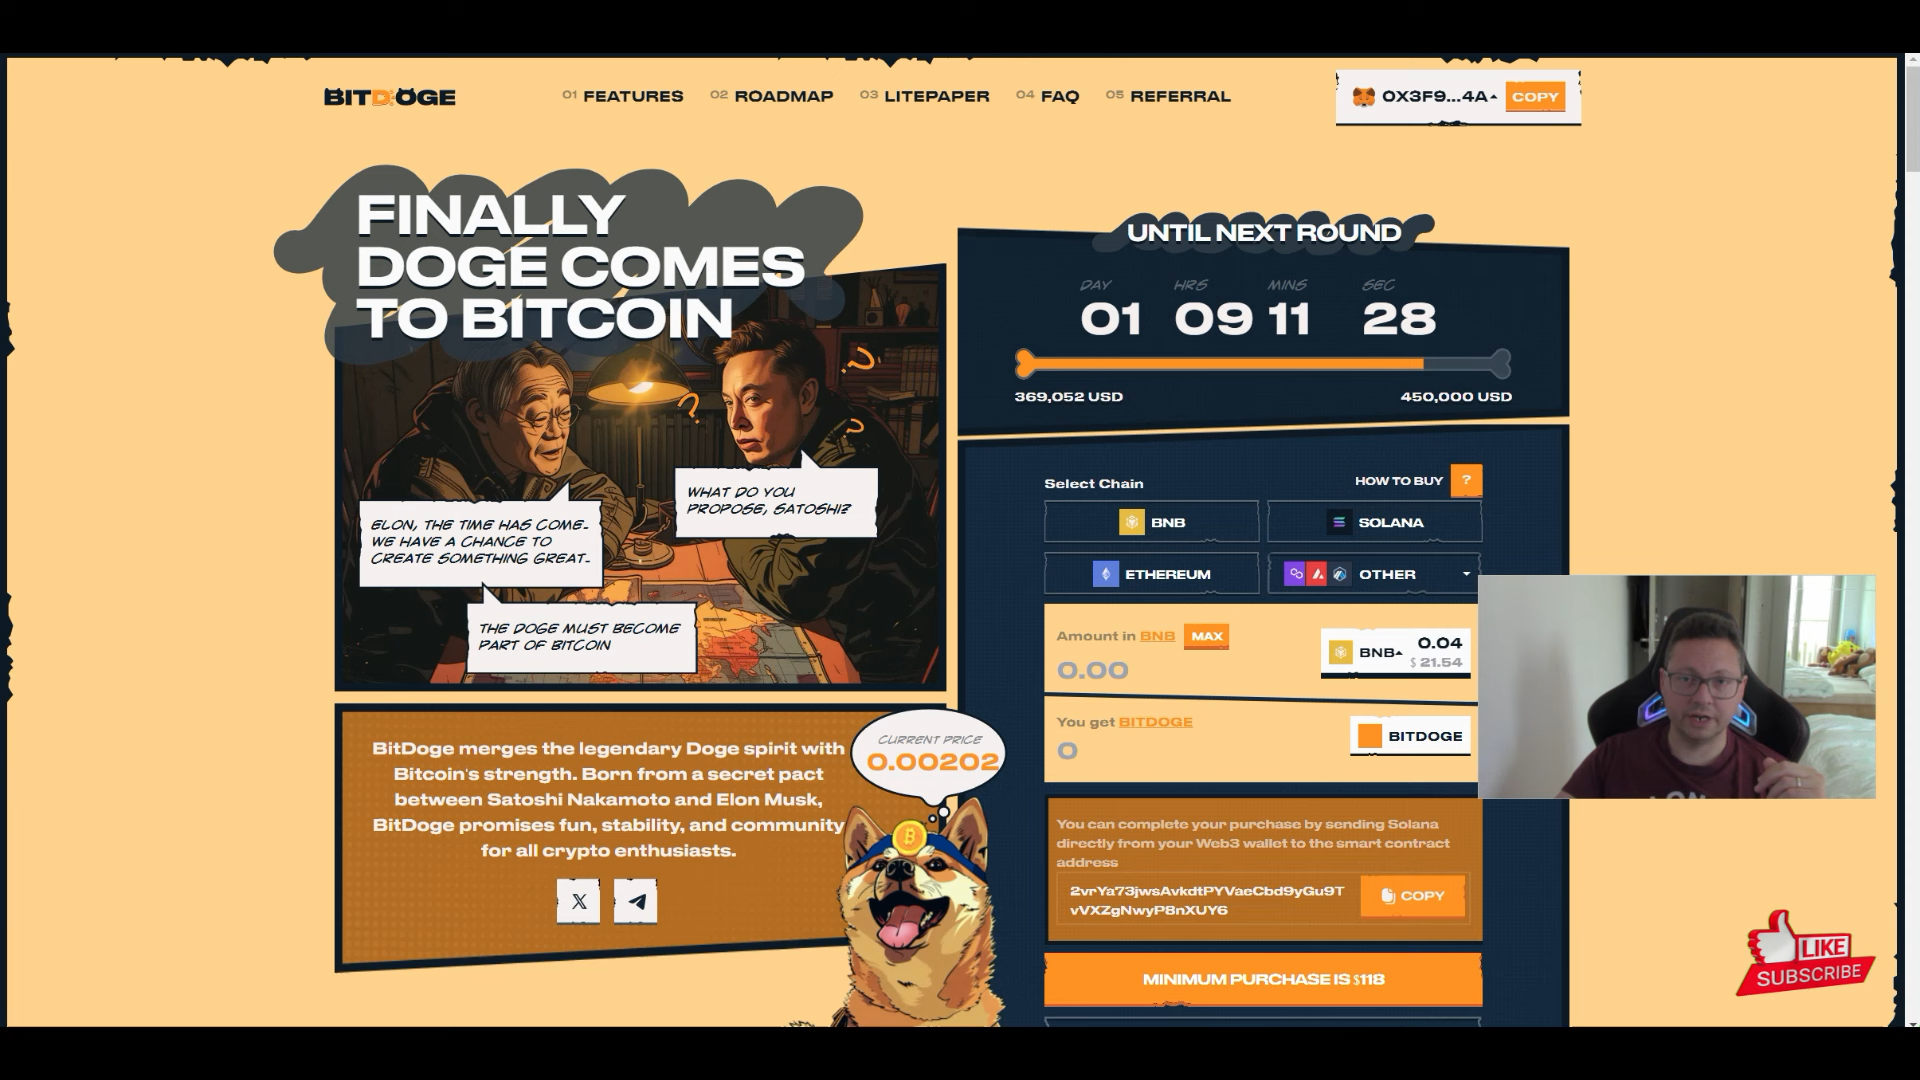 BITDOGE
01 FEATURES
02 ROADMAP
03 LITEPAPER
04 FAQ
05 REFERRAL
0X3F9...4A
COPY
FINALLY
DOGE COMES
TO BITCOIN
ELON, THE TIME HAS COME-
WE HAVE A CHANCE TO
CREATE SOMETHING GREAT-
WHAT DO YOU
PROPOSE, SATOSHI?
THE DOGE MUST BECOME
PART OF BITCOIN
BitDoge merges the legendary Doge spirit with
Bitcoin's strength. Born from a secret pact
between Satoshi Nakamoto and Elon Musk,
BitDoge promises fun, stability, and community
for all crypto enthusiasts.
CURRENT PRICE
0.00202
UNTIL NEXT ROUND
DAY HRS MINS SEC
01 09 11 28
369,052 USD
450,000 USD
Select Chain
HOW TO BUY ?
BNB
SOLANA
ETHEREUM
OTHER
Amount in BNB MAX
0.00
BNB
0.04
$ 21.54
You get BITDOGE
0
BITDOGE
You can complete your purchase by sending Solana
directly from your Web3 wallet to the smart contract
address
2vrYa73jwsAvkdtPYVaeCbd9yGu9T
vVXZgNwyP8nXUY6
COPY
MINIMUM PURCHASE IS $118
LIKE
SUBSCRIBE